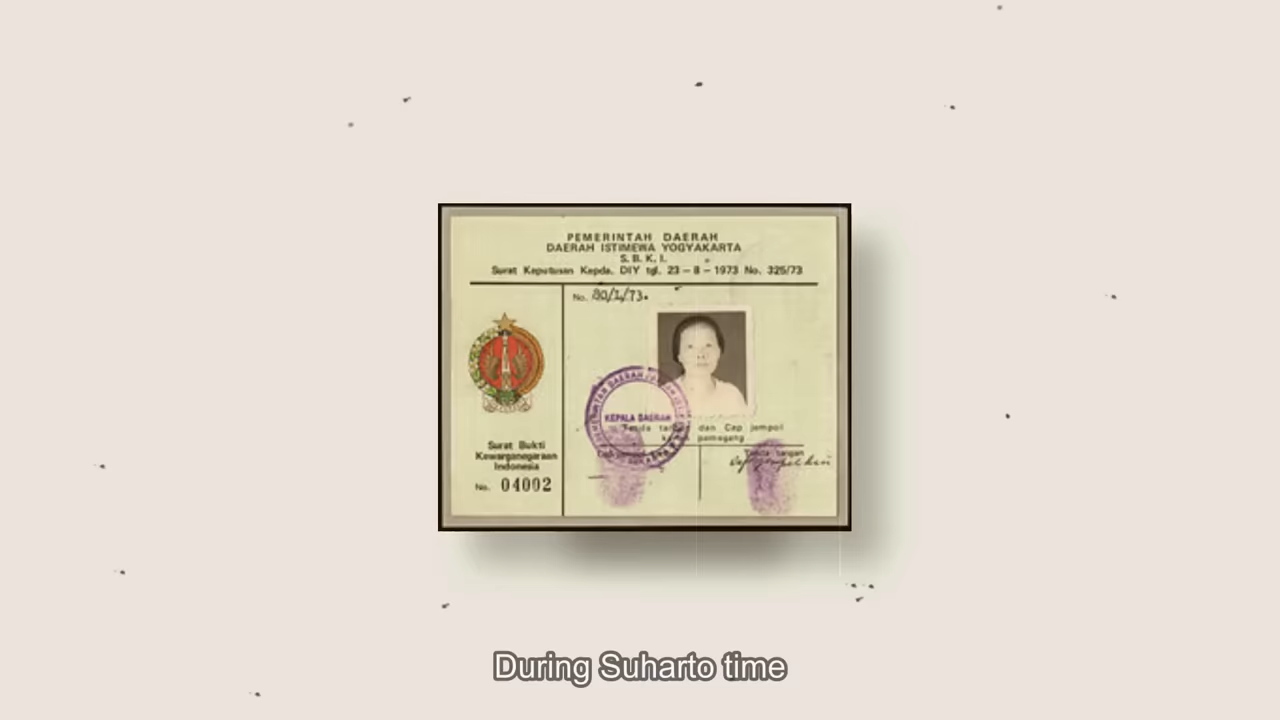 PEMERINTAH DAERAH
DAERAH ISTIMEWA YOGYAKARTA
S. B. K. I.
Surat Keputusan Kepda. DIY tgl. 23 – 8 – 1973 No. 325/73
No. 80/1/73.
KEPALA DAERAH
Tanda tangan dan Cap jempol
pemegang
Tanda tangan
Surat Bukti
Kewarganegaraan
Indonesia
No. 04002
During Suharto time